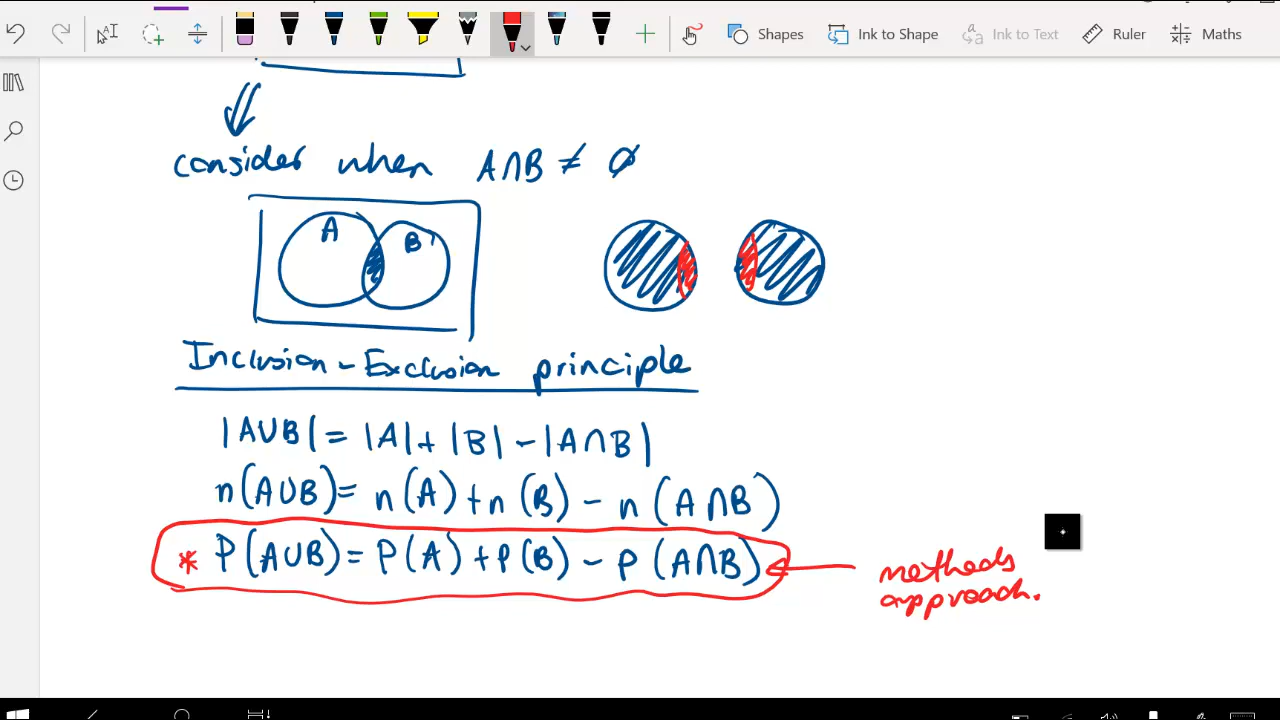 Shapes
Ink to Shape
Ink to Text
Ruler
Maths
consider when A∩B ≠ ∅
A
B
Inclusion - Exclusion principle
|A∪B| = |A| + |B| - |A∩B|
n(A∪B) = n(A) + n(B) - n(A∩B)
* P(A∪B) = P(A) + P(B) - P(A∩B)
methods
approach.